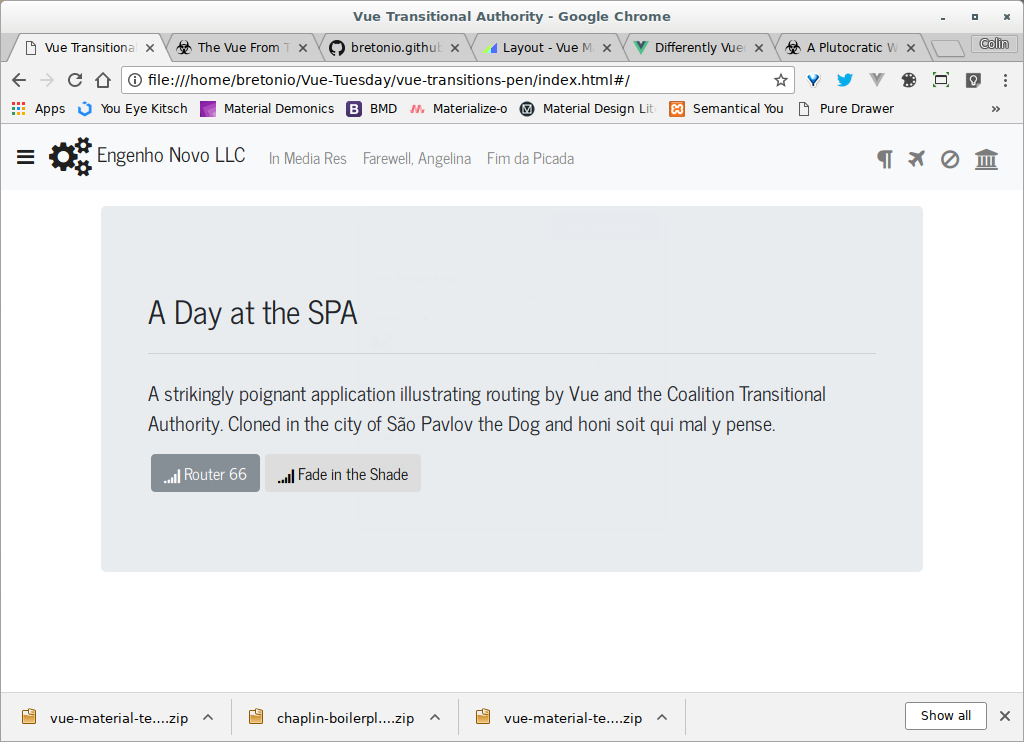 Vue Transitional Authority - Google Chrome
Vue Transitiona
The Vue From T
bretonio.github
Layout - Vue M
Differently Vue
A Plutocratic W
Colin
file:///home/bretonio/Vue-Tuesday/vue-transitions-pen/index.html#/
Apps
You Eye Kitsch
Material Demonics
B BMD
Materialize-o
Material Design Lit
Semantical You
Pure Drawer
»
Engenho Novo LLC
In Media Res
Farewell, Angelina
Fim da Picada
A Day at the SPA
A strikingly poignant application illustrating routing by Vue and the Coalition Transitional
Authority. Cloned in the city of São Pavlov the Dog and honi soit qui mal y pense.
Router 66
Fade in the Shade
vue-material-te....zip
chaplin-boilerpl....zip
vue-material-te....zip
Show all